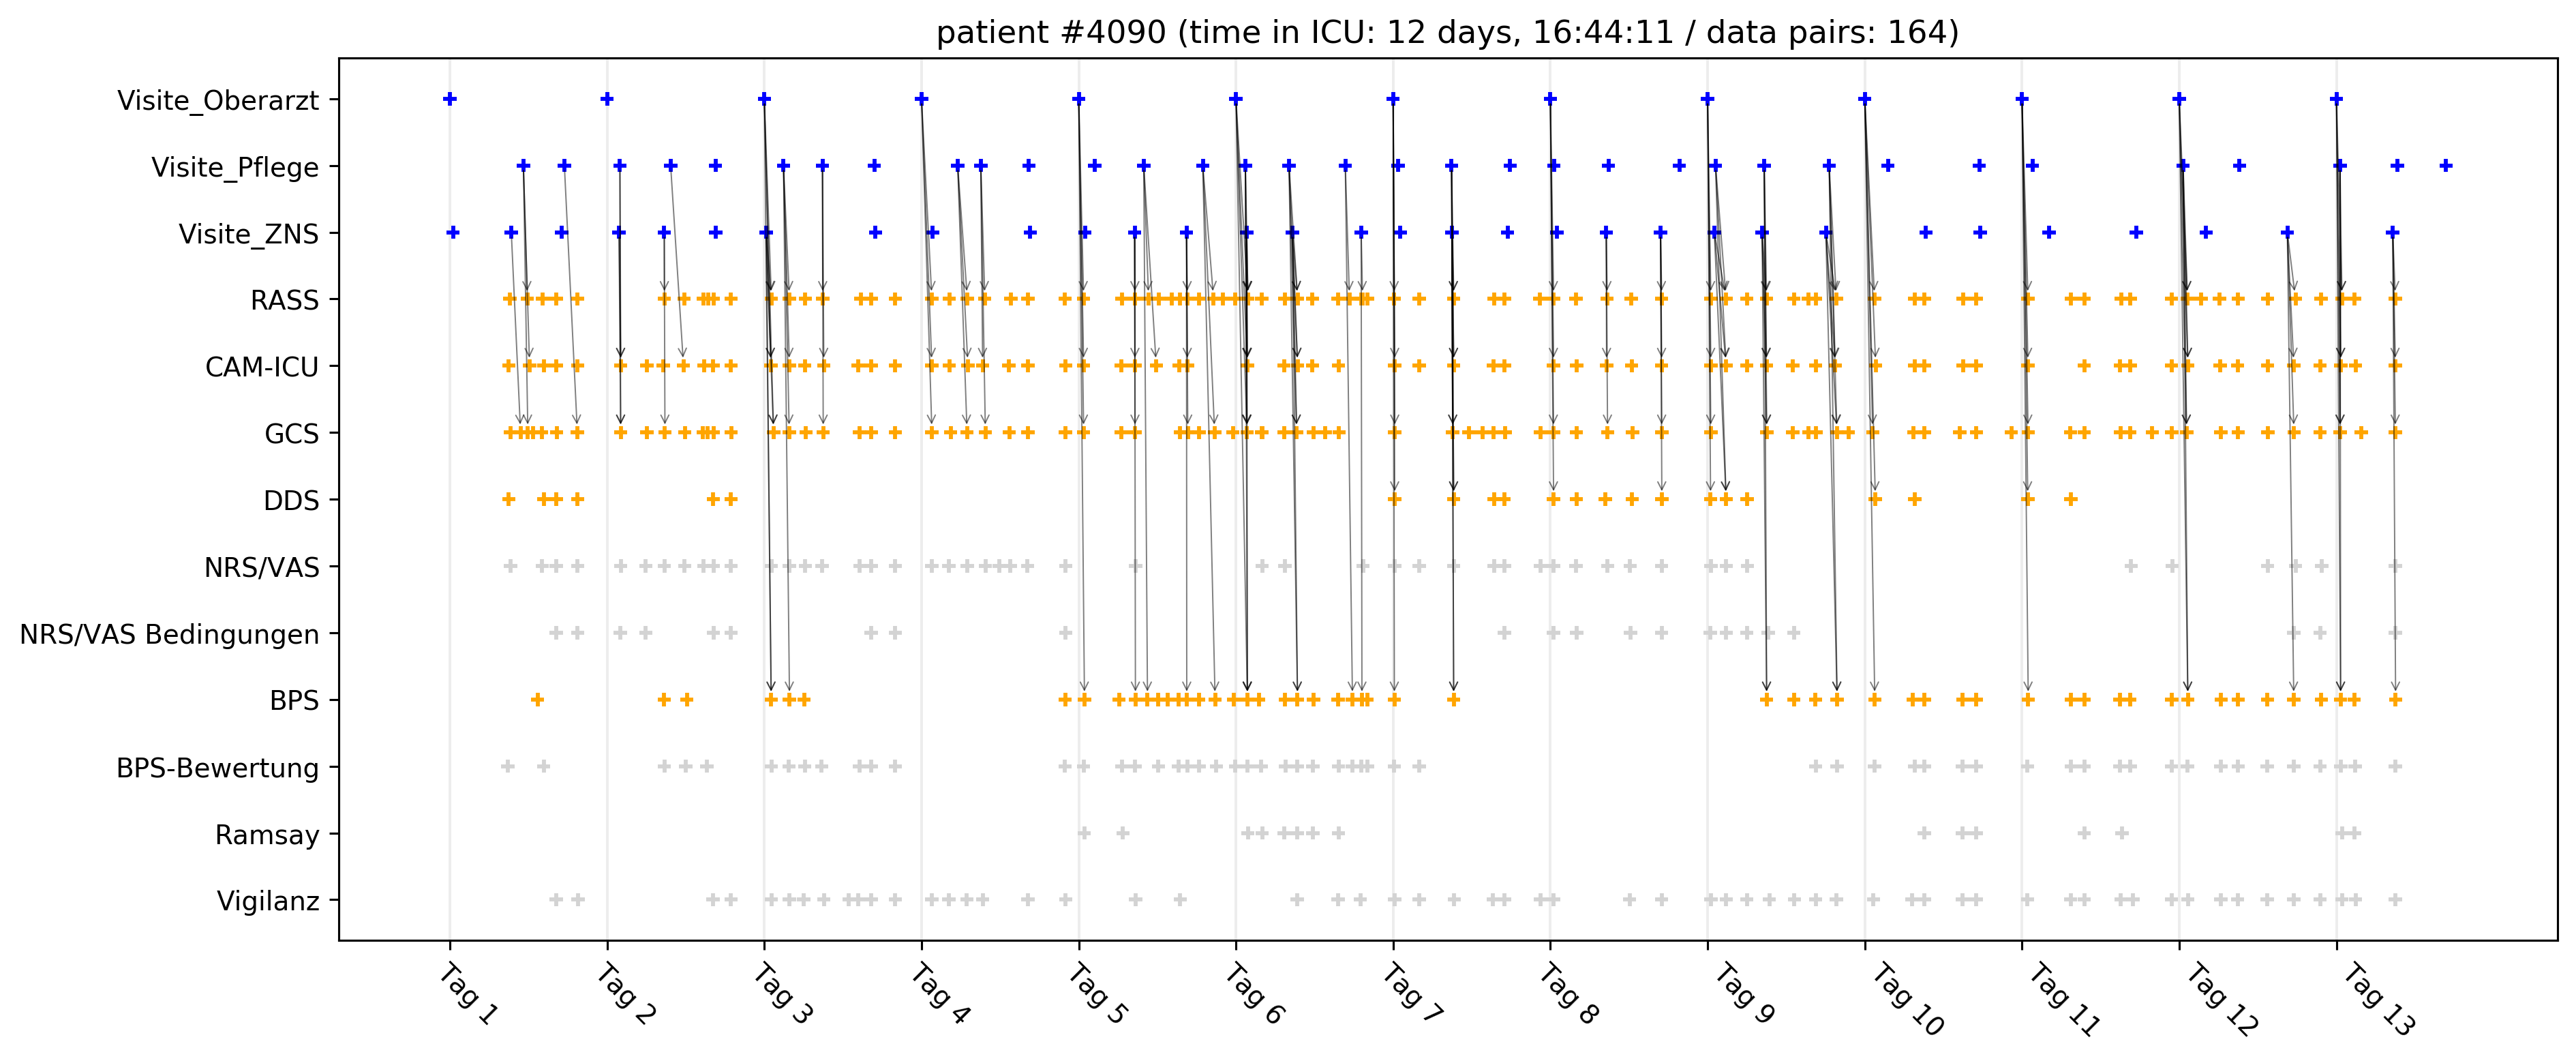 patient #4090 (time in ICU: 12 days, 16:44:11 / data pairs: 164)
Visite_Oberarzt
Visite_Pflege
Visite_ZNS
RASS
CAM-ICU
GCS
DDS
NRS/VAS
NRS/VAS Bedingungen
BPS
BPS-Bewertung
Ramsay
Vigilanz
Tag 1
Tag 2
Tag 3
Tag 4
Tag 5
Tag 6
Tag 7
Tag 8
Tag 9
Tag 10
Tag 11
Tag 12
Tag 13